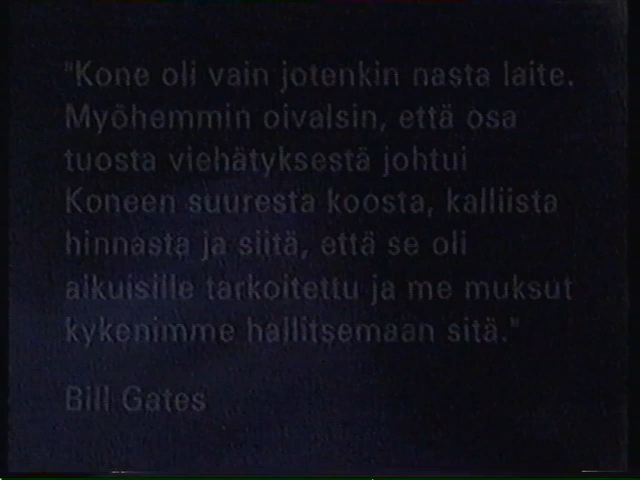 "Kone oli vain jotenkin nasta laite.
Myöhemmin oivalsin, että osa
tuosta viehätyksestä johtui
Koneen suuresta koosta, kalliista
hinnasta ja siitä, että se oli
aikuisille tarkoitettu ja me muksut
kykenimme hallitsemaan sitä."
Bill Gates